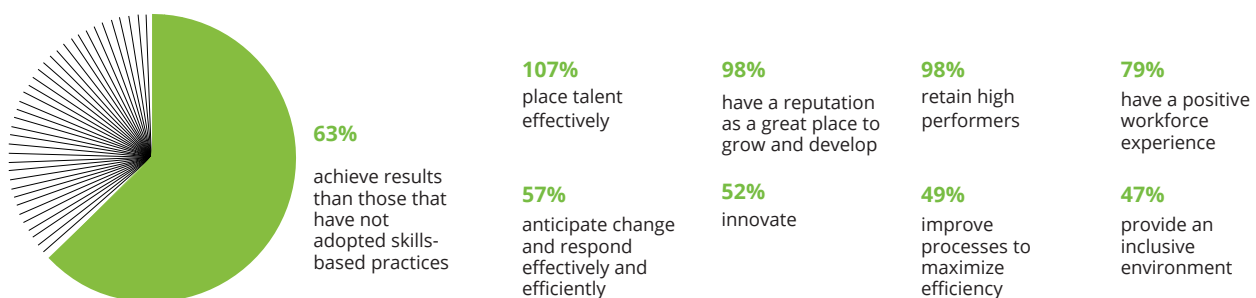 63%
achieve results
than those that
have not
adopted skills-
based practices
107%
place talent
effectively
98%
have a reputation
as a great place to
grow and develop
98%
retain high
performers
79%
have a positive
workforce
experience
57%
anticipate change
and respond
effectively and
efficiently
52%
innovate
49%
improve
processes to
maximize
efficiency
47%
provide an
inclusive
environment